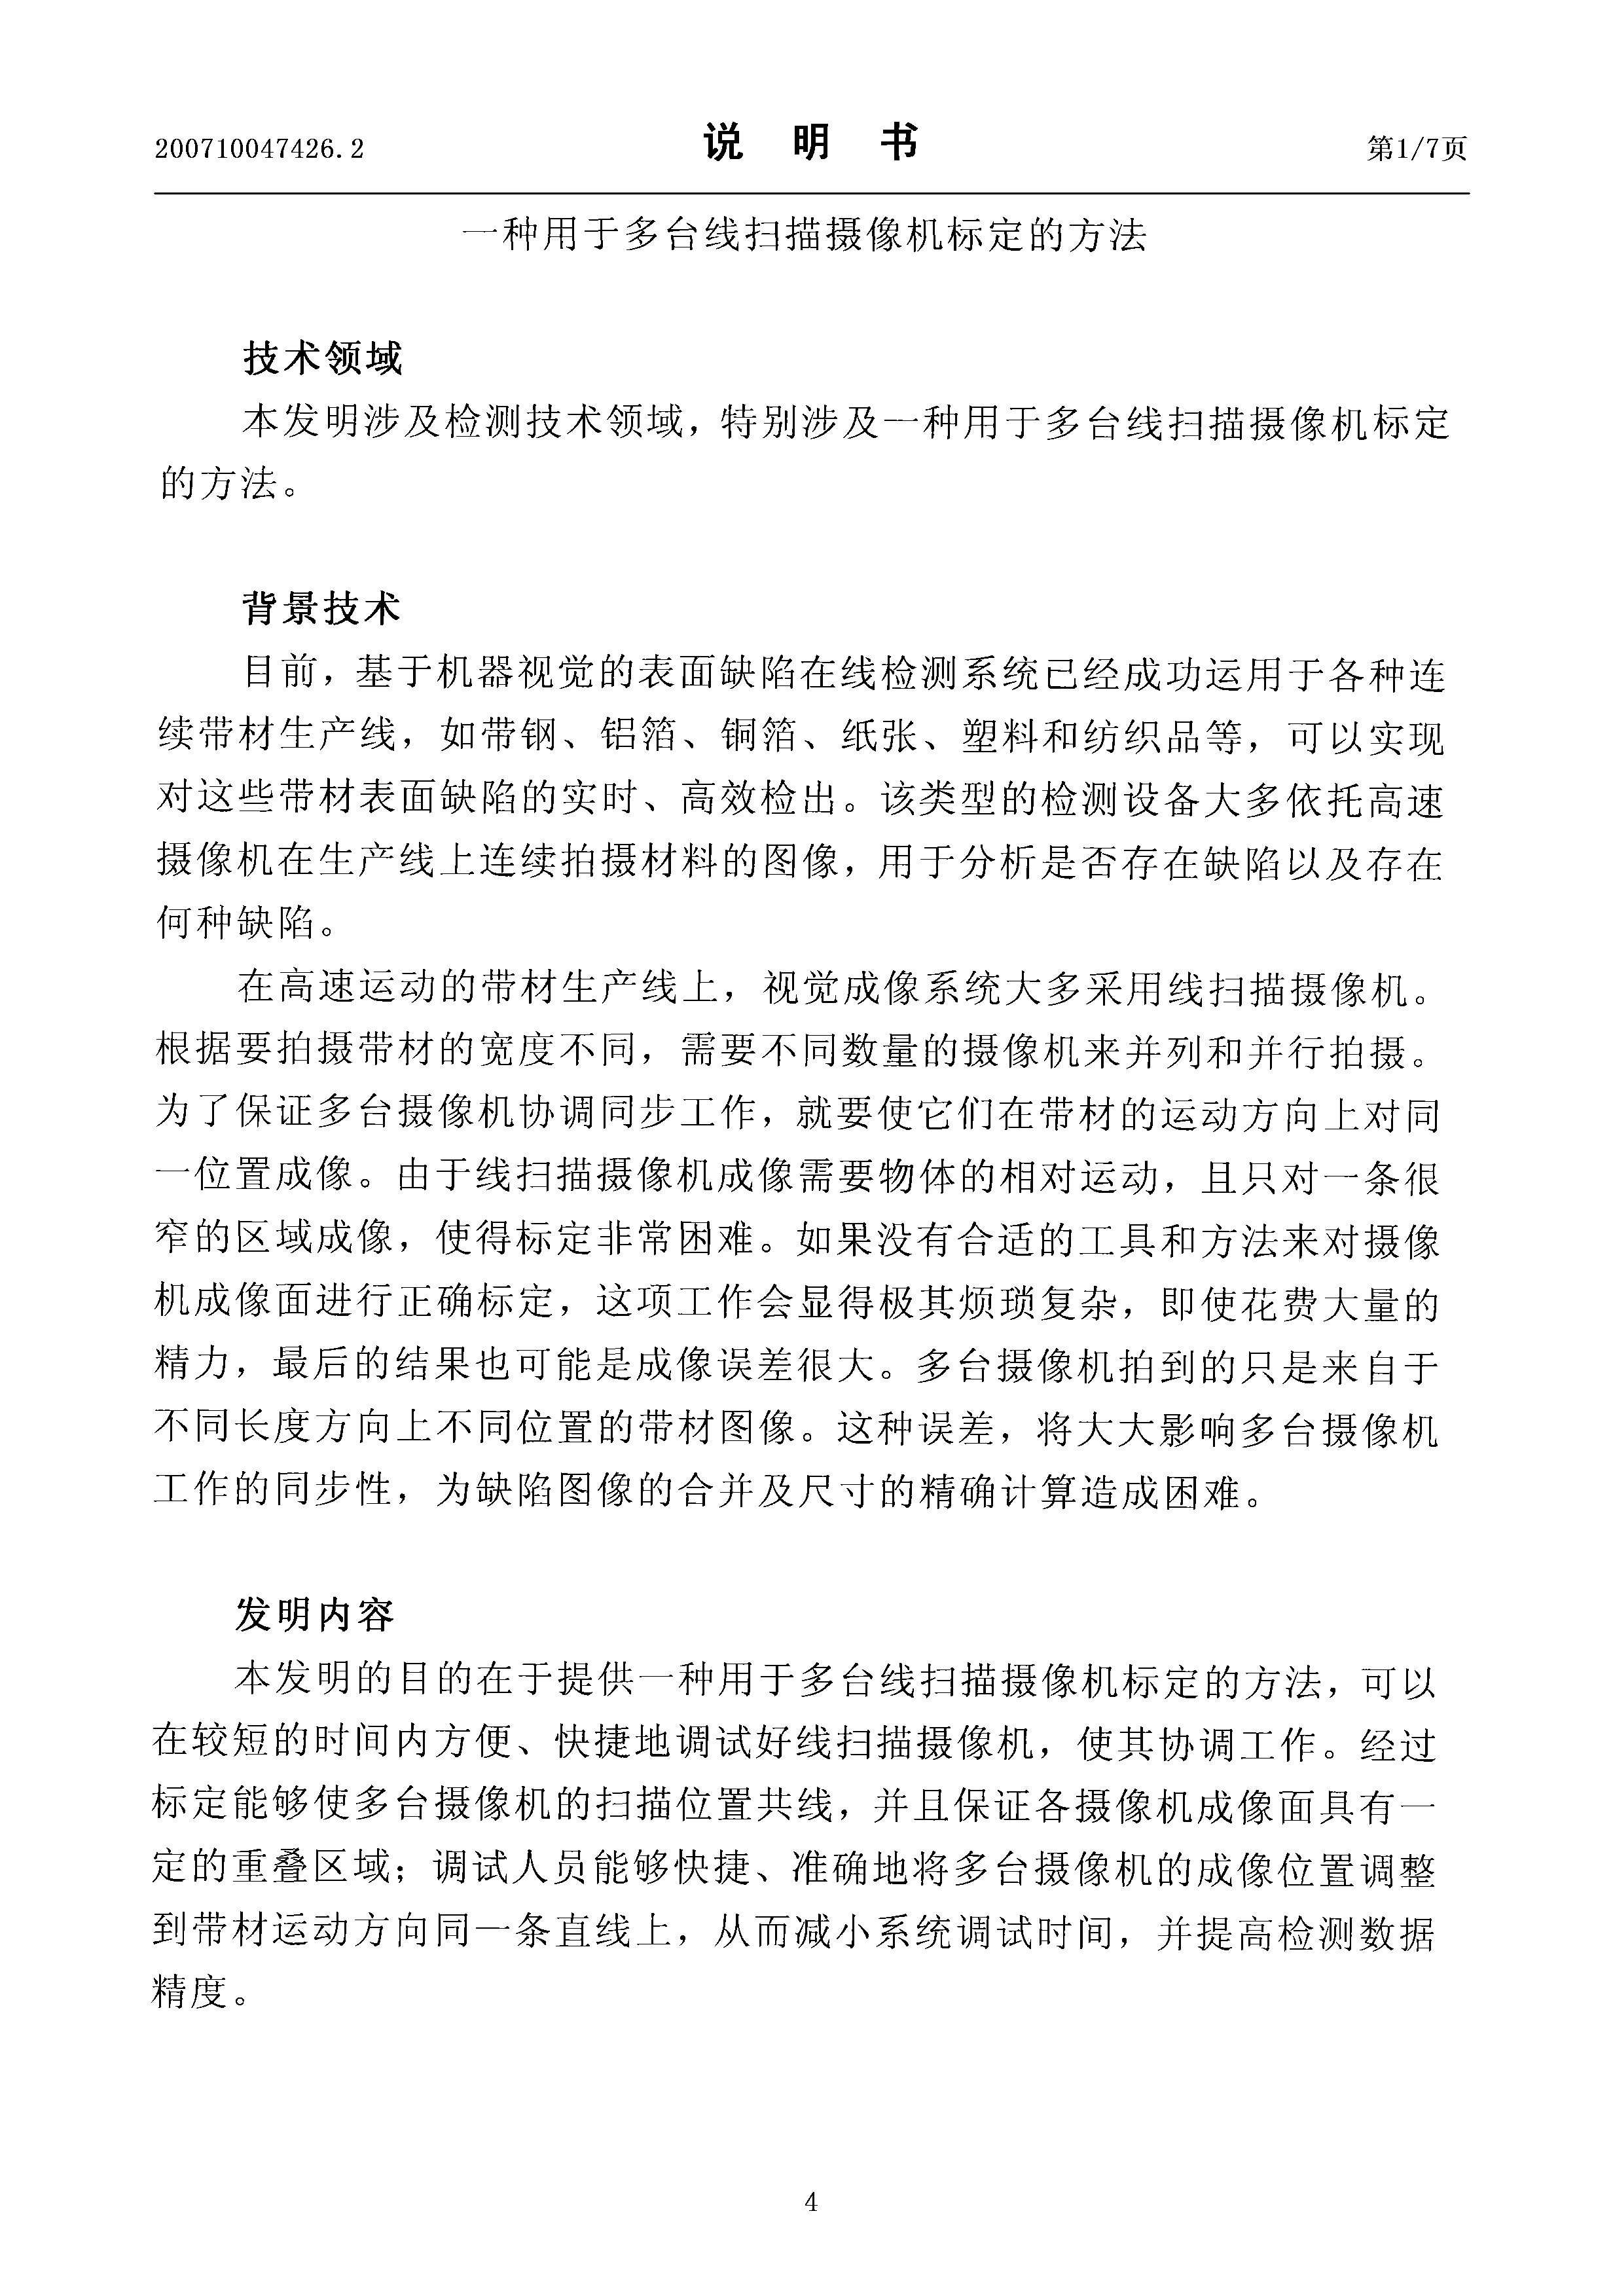 200710047426.2
说 明 书
第1/7页
一种用于多台线扫描摄像机标定的方法
技术领域
本发明涉及检测技术领域，特别涉及一种用于多台线扫描摄像机标定
的方法。
背景技术
目前，基于机器视觉的表面缺陷在线检测系统已经成功运用于各种连
续带材生产线，如带钢、铝箔、铜箔、纸张、塑料和纺织品等，可以实现
对这些带材表面缺陷的实时、高效检出。该类型的检测设备大多依托高速
摄像机在生产线上连续拍摄材料的图像，用于分析是否存在缺陷以及存在
何种缺陷。
在高速运动的带材生产线上，视觉成像系统大多采用线扫描摄像机。
根据要拍摄带材的宽度不同，需要不同数量的摄像机来并列和并行拍摄。
为了保证多台摄像机协调同步工作，就要使它们在带材的运动方向上对同
一位置成像。由于线扫描摄像机成像需要物体的相对运动，且只对一条很
窄的区域成像，使得标定非常困难。如果没有合适的工具和方法来对摄像
机成像面进行正确标定，这项工作会显得极其烦琐复杂，即使花费大量的
精力，最后的结果也可能是成像误差很大。多台摄像机拍到的只是来自于
不同长度方向上不同位置的带材图像。这种误差，将大大影响多台摄像机
工作的同步性，为缺陷图像的合并及尺寸的精确计算造成困难。
发明内容
本发明的目的在于提供一种用于多台线扫描摄像机标定的方法，可以
在较短的时间内方便、快捷地调试好线扫描摄像机，使其协调工作。经过
标定能够使多台摄像机的扫描位置共线，并且保证各摄像机成像面具有一
定的重叠区域；调试人员能够快捷、准确地将多台摄像机的成像位置调整
到带材运动方向同一条直线上，从而减小系统调试时间，并提高检测数据
精度。
4